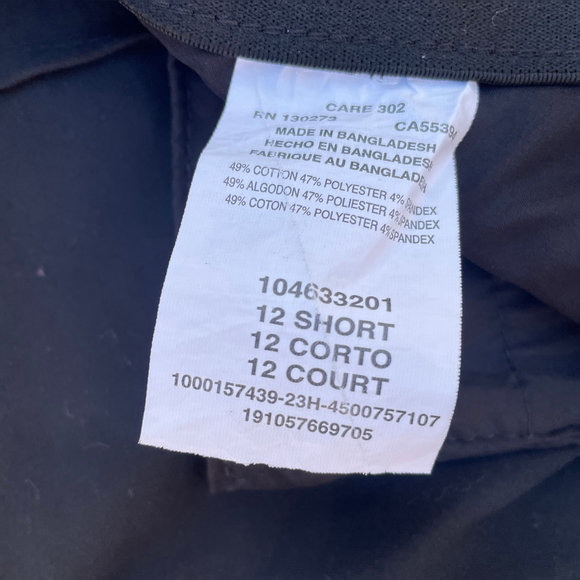 CARE 302
RN 130273 CA5539
MADE IN BANGLADESH
HECHO EN BANGLADESH
FABRIQUE AU BANGLADE
49% COTTON 47% POLYESTER 4% SPANDEX
49% ALGODON 47% POLIESTER 4% SPANDEX
49% COTON 47% POLYESTER 4% SPANDEX
104633201
12 SHORT
12 CORTO
12 COURT
1000157439-23H-4500757107
191057669705